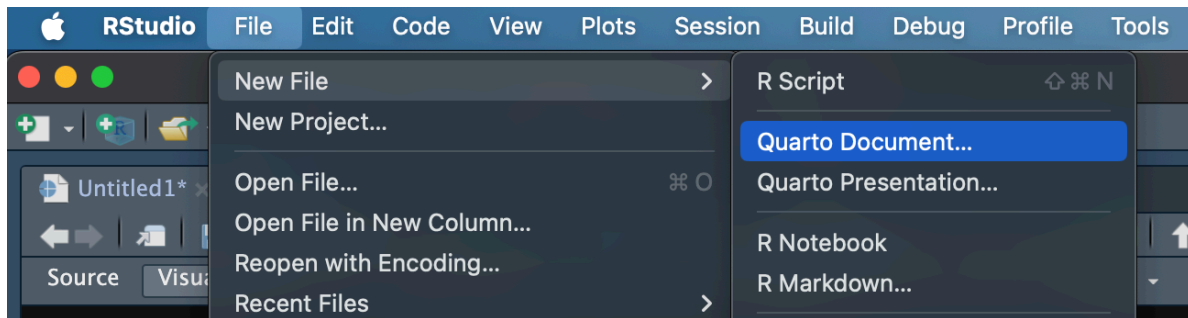 RStudio File Edit Code View Plots Session Build Debug Profile Tools
New File
New Project...
Open File... ⌘ O
Open File in New Column...
Reopen with Encoding...
Recent Files
R Script ⇧ ⌘ N
Quarto Document...
Quarto Presentation...
R Notebook
R Markdown...
R
Untitled1*
Source